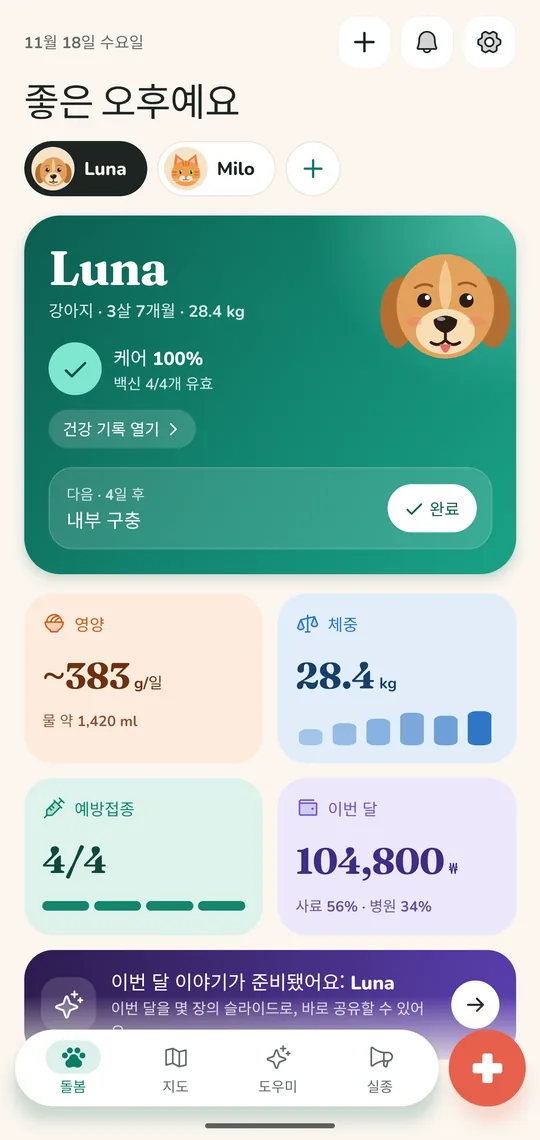 11월 18일 수요일
좋은 오후예요
Luna
Milo
Luna
강아지 · 3살 7개월 · 28.4 kg
케어 100%
백신 4/4개 유효
건강 기록 열기
다음 · 4일 후
내부 구충
완료
영양
~383 g/일
물 약 1,420 ml
체중
28.4 kg
예방접종
4/4
이번 달
104,800 ₩
사료 56% · 병원 34%
이번 달 이야기가 준비됐어요: Luna
이번 달을 몇 장의 슬라이드로, 바로 공유할 수 있어
돌봄
지도
도우미
실종